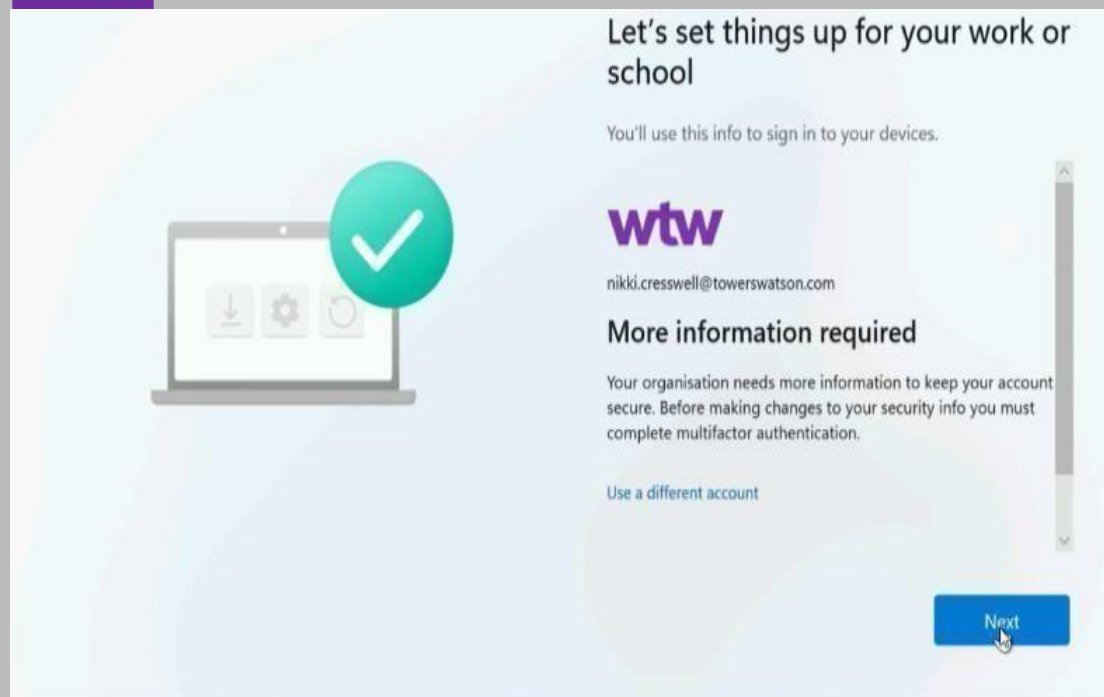 Let's set things up for your work or
school
You'll use this info to sign in to your devices.
wtw
nikki.cresswell@towerswatson.com
More information required
Your organisation needs more information to keep your account
secure. Before making changes to your security info you must
complete multifactor authentication.
Use a different account
Next